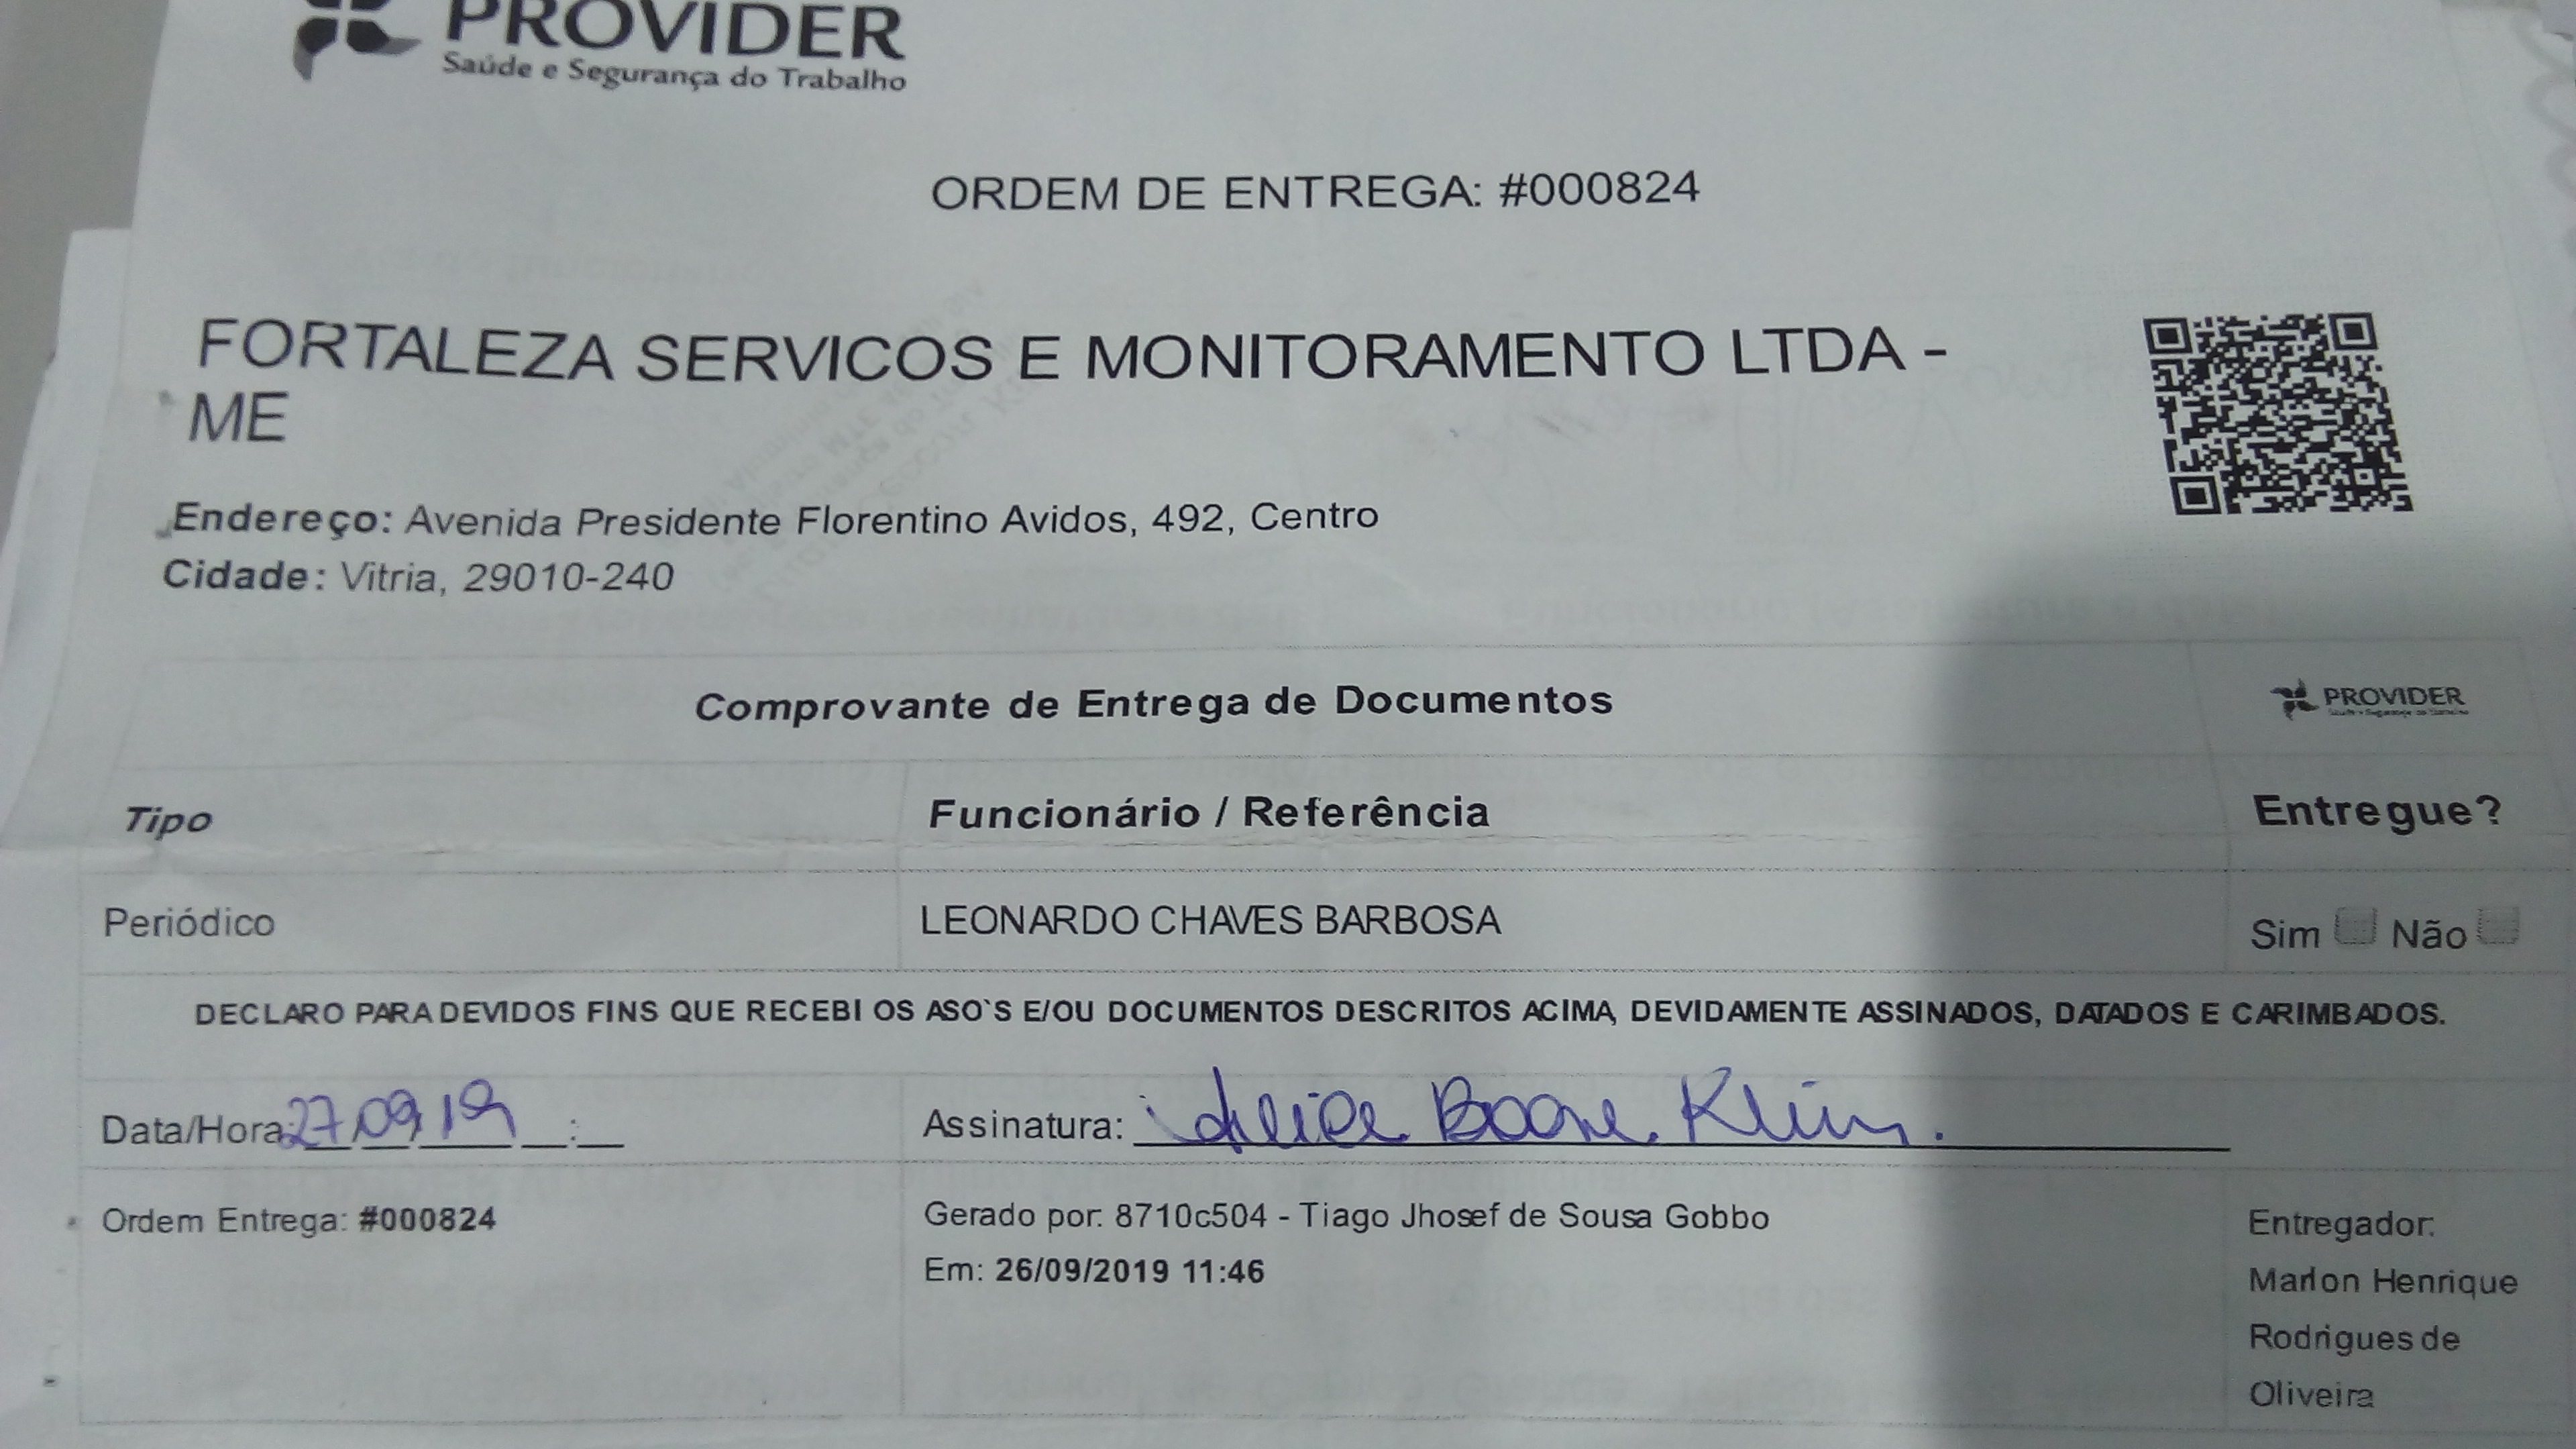 PROVIDER
Saúde e Segurança do Trabalho
ORDEM DE ENTREGA: #000824
FORTALEZA SERVICOS E MONITORAMENTO LTDA -
ME
Endereço: Avenida Presidente Florentino Avidos, 492, Centro
Cidade: Vitria, 29010-240
Comprovante de Entrega de Documentos
PROVIDER
Tipo
Funcionário / Referência
Entregue?
Periódico
LEONARDO CHAVES BARBOSA
Sim Não
DECLARO PARA DEVIDOS FINS QUE RECEBI OS ASO`S E/OU DOCUMENTOS DESCRITOS ACIMA, DEVIDAMENTE ASSINADOS, DATADOS E CARIMBADOS.
Data/Hora: 27 09 19 __:__
Assinatura:
Ordem Entrega: #000824
Gerado por: 8710c504 - Tiago Jhosef de Sousa Gobbo
Em: 26/09/2019 11:46
Entregador:
Marlon Henrique
Rodrigues de
Oliveira